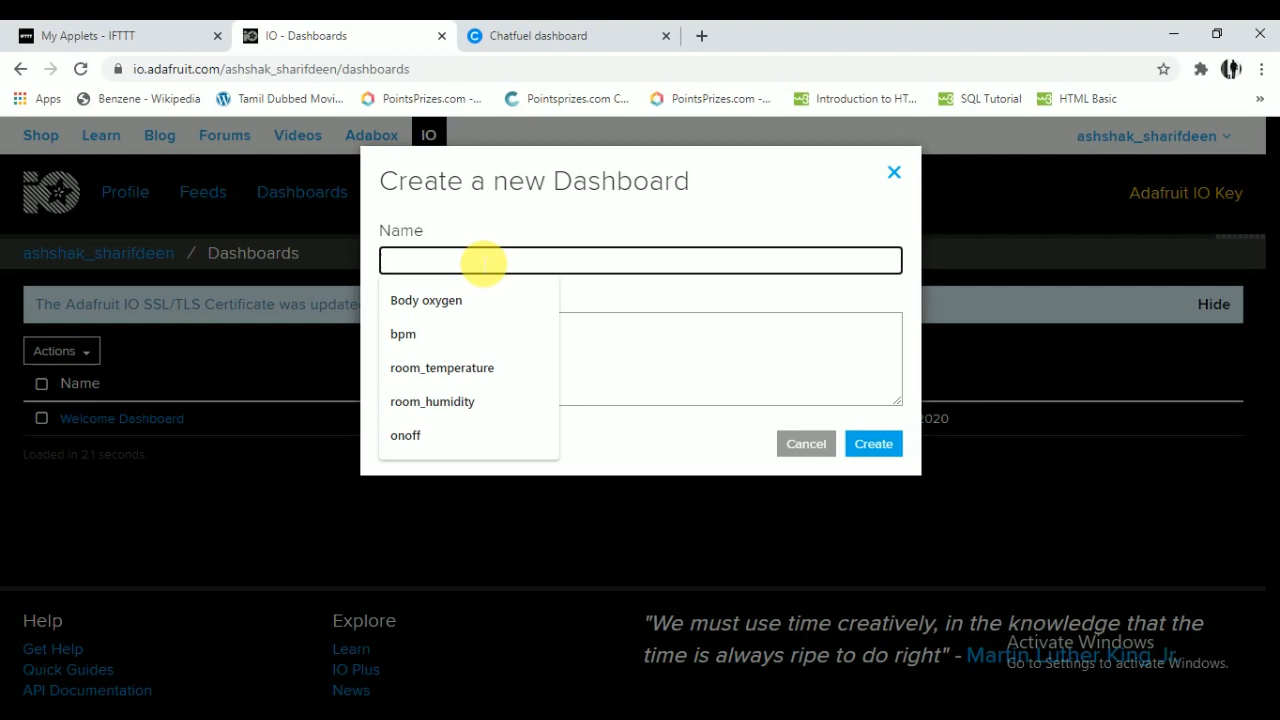 My Applets - IFTTT
IO - Dashboards
Chatfuel dashboard
io.adafruit.com/ashshak_sharifdeen/dashboards
Apps
Benzene - Wikipedia
Tamil Dubbed Movi...
PointsPrizes.com -...
Pointsprizes.com C...
PointsPrizes.com -...
Introduction to HT...
SQL Tutorial
HTML Basic
»
Shop
Learn
Blog
Forums
Videos
Adabox
IO
ashshak_sharifdeen
Profile
Feeds
Dashboards
Adafruit IO Key
ashshak_sharifdeen / Dashboards
The Adafruit IO SSL/TLS Certificate was update
Hide
Actions
Name
Welcome Dashboard
2020
Loaded in 2.1 seconds.
Create a new Dashboard
Name
Body oxygen
bpm
room_temperature
room_humidity
onoff
Cancel
Create
Help
Get Help
Quick Guides
API Documentation
Explore
Learn
IO Plus
News
"We must use time creatively, in the knowledge that the
time is always ripe to do right" - Martin Luther King Jr.
Activate Windows
Go to Settings to activate Windows.